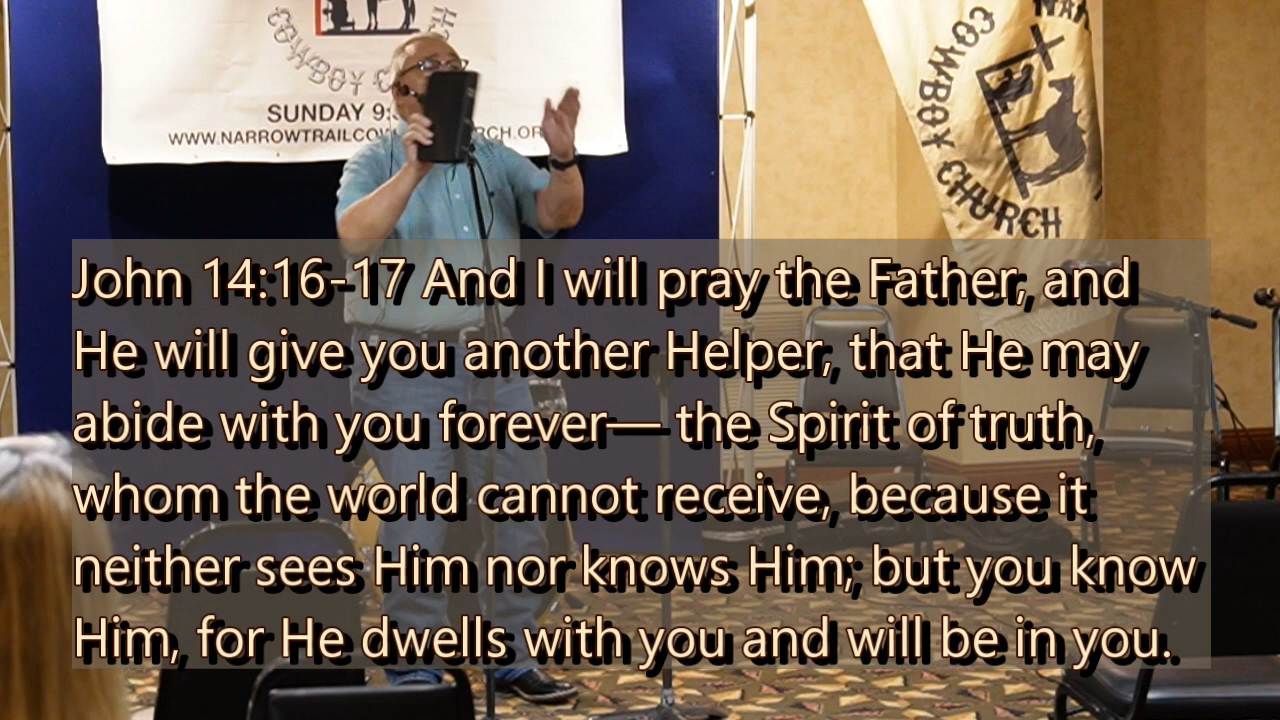 COWBOY C
SUNDAY 9:
WWW.NARROWTRAILCOW
RCH.OR
NAR
COWBOY CHURCH
John 14:16-17 And I will pray the Father, and
He will give you another Helper, that He may
abide with you forever— the Spirit of truth,
whom the world cannot receive, because it
neither sees Him nor knows Him; but you know
Him, for He dwells with you and will be in you.